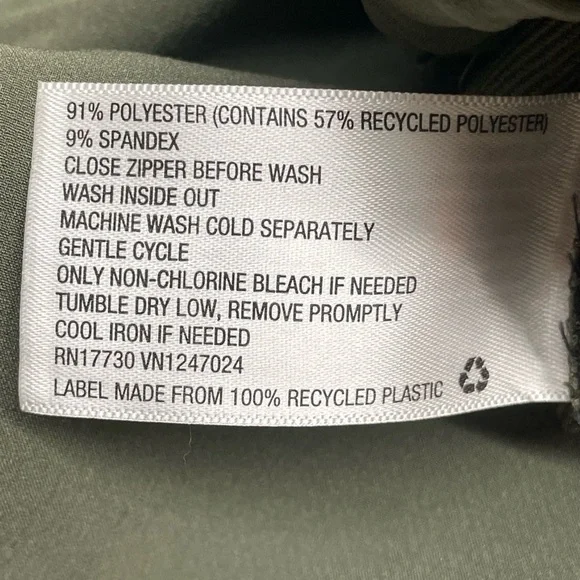 91% POLYESTER (CONTAINS 57% RECYCLED POLYESTER)
9% SPANDEX
CLOSE ZIPPER BEFORE WASH
WASH INSIDE OUT
MACHINE WASH COLD SEPARATELY
GENTLE CYCLE
ONLY NON-CHLORINE BLEACH IF NEEDED
TUMBLE DRY LOW, REMOVE PROMPTLY
COOL IRON IF NEEDED
RN17730 VN1247024
LABEL MADE FROM 100% RECYCLED PLASTIC